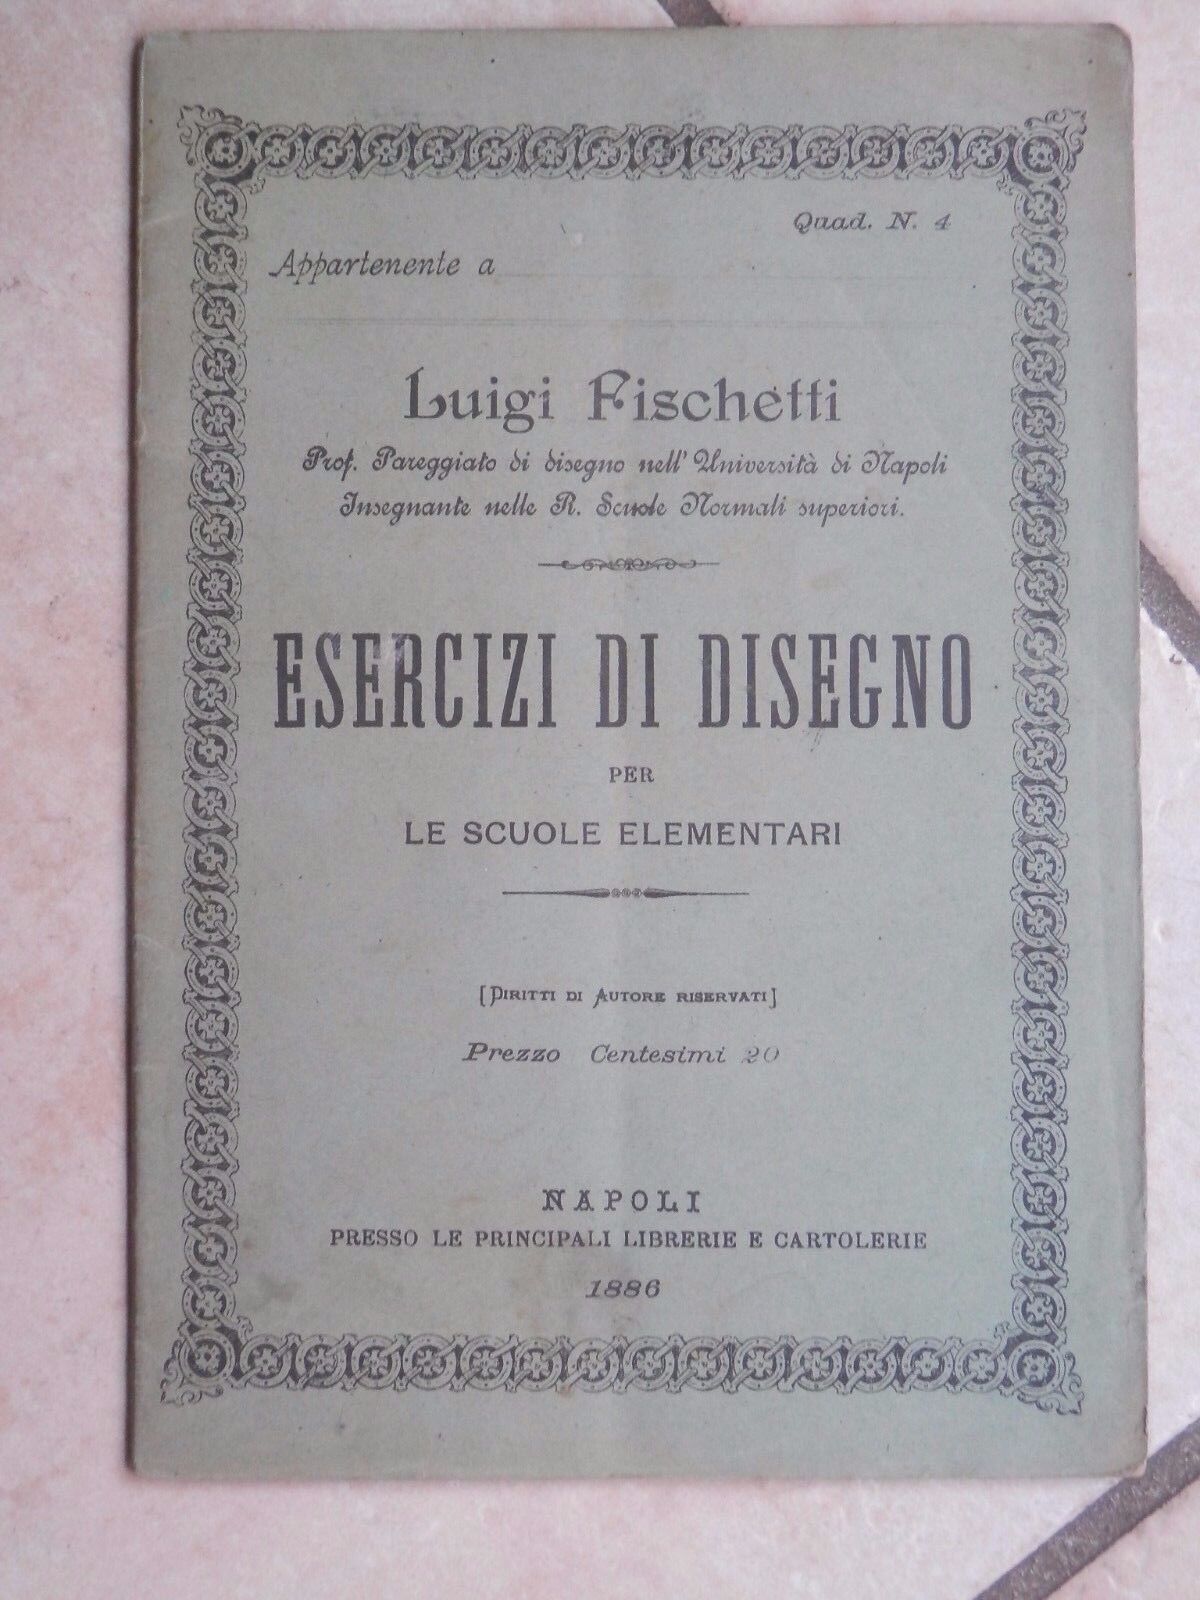 Quad. N. 4
Appartenente a
Luigi Fischetti
Prof. Pareggiato di disegno nell' Università di Napoli
Insegnante nelle R. Scuole Normali superiori.
ESERCIZI DI DISEGNO
PER
LE SCUOLE ELEMENTARI
[DIRITTI DI AUTORE RISERVATI]
Prezzo Centesimi 20
NAPOLI
PRESSO LE PRINCIPALI LIBRERIE E CARTOLERIE
1886